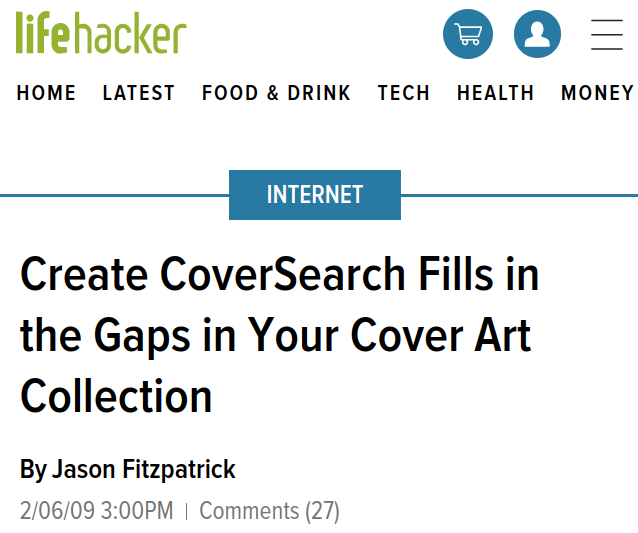 lifehacker
HOME LATEST FOOD & DRINK TECH HEALTH MONEY
INTERNET
Create CoverSearch Fills in
the Gaps in Your Cover Art
Collection
By Jason Fitzpatrick
2/06/09 3:00PM | Comments (27)